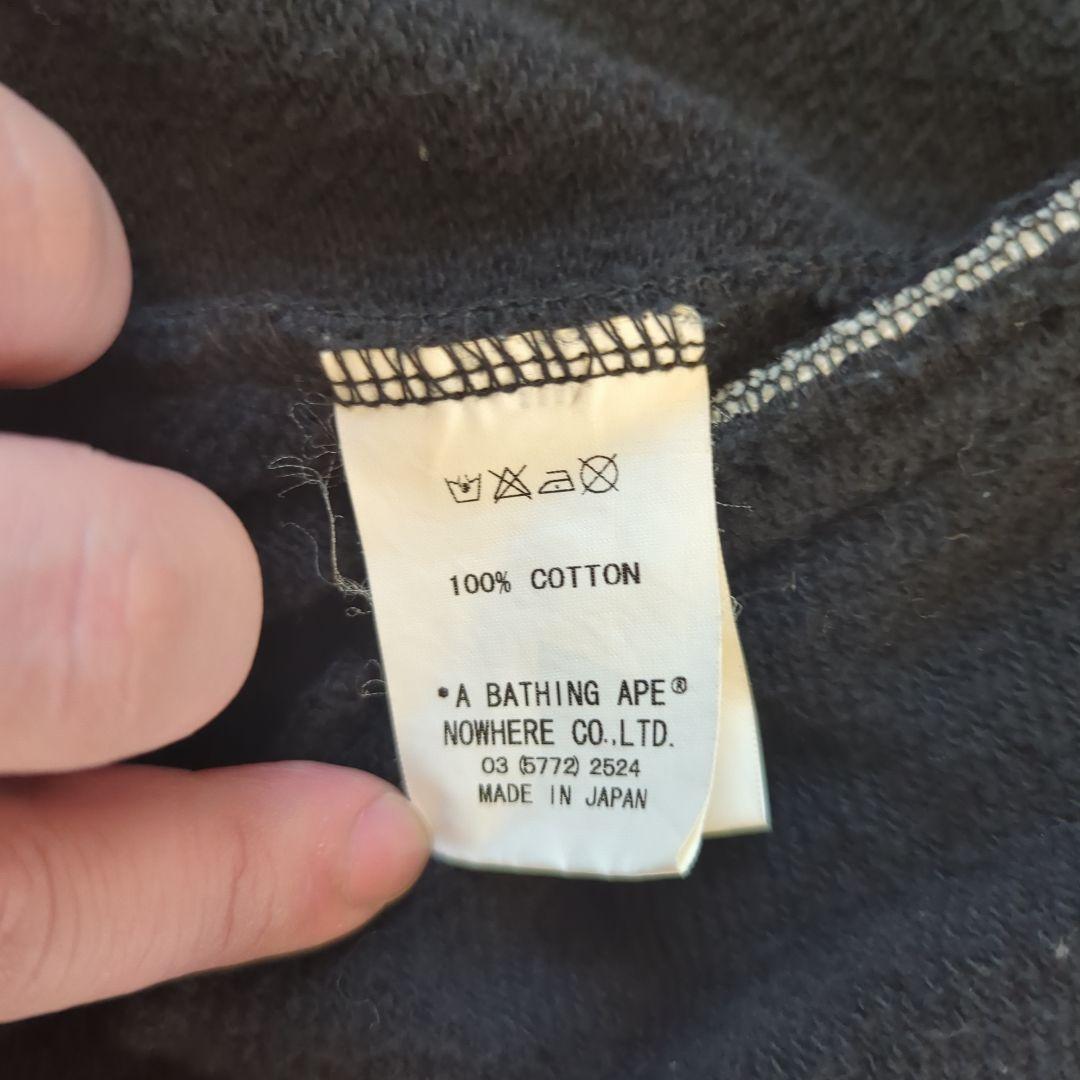 100% COTTON
*A BATHING APE®
NOWHERE CO.,LTD.
03 (5772) 2524
MADE IN JAPAN